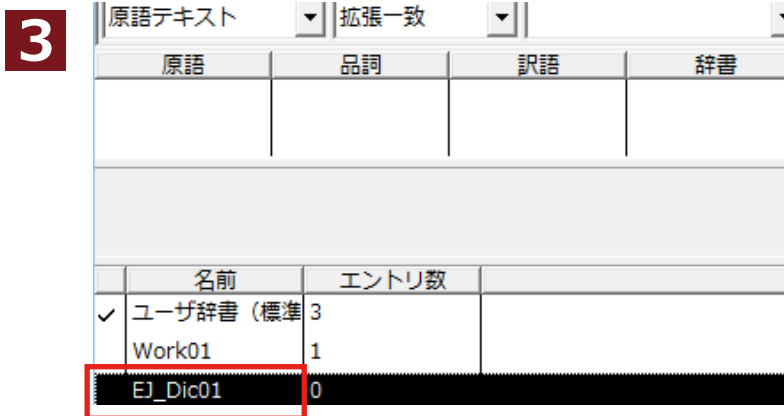 3
原語テキスト 拡張一致
原語 品詞 訳語 辞書
名前 エントリ数
✓ ユーザ辞書（標準 3
Work01 1
EJ_Dic01 0